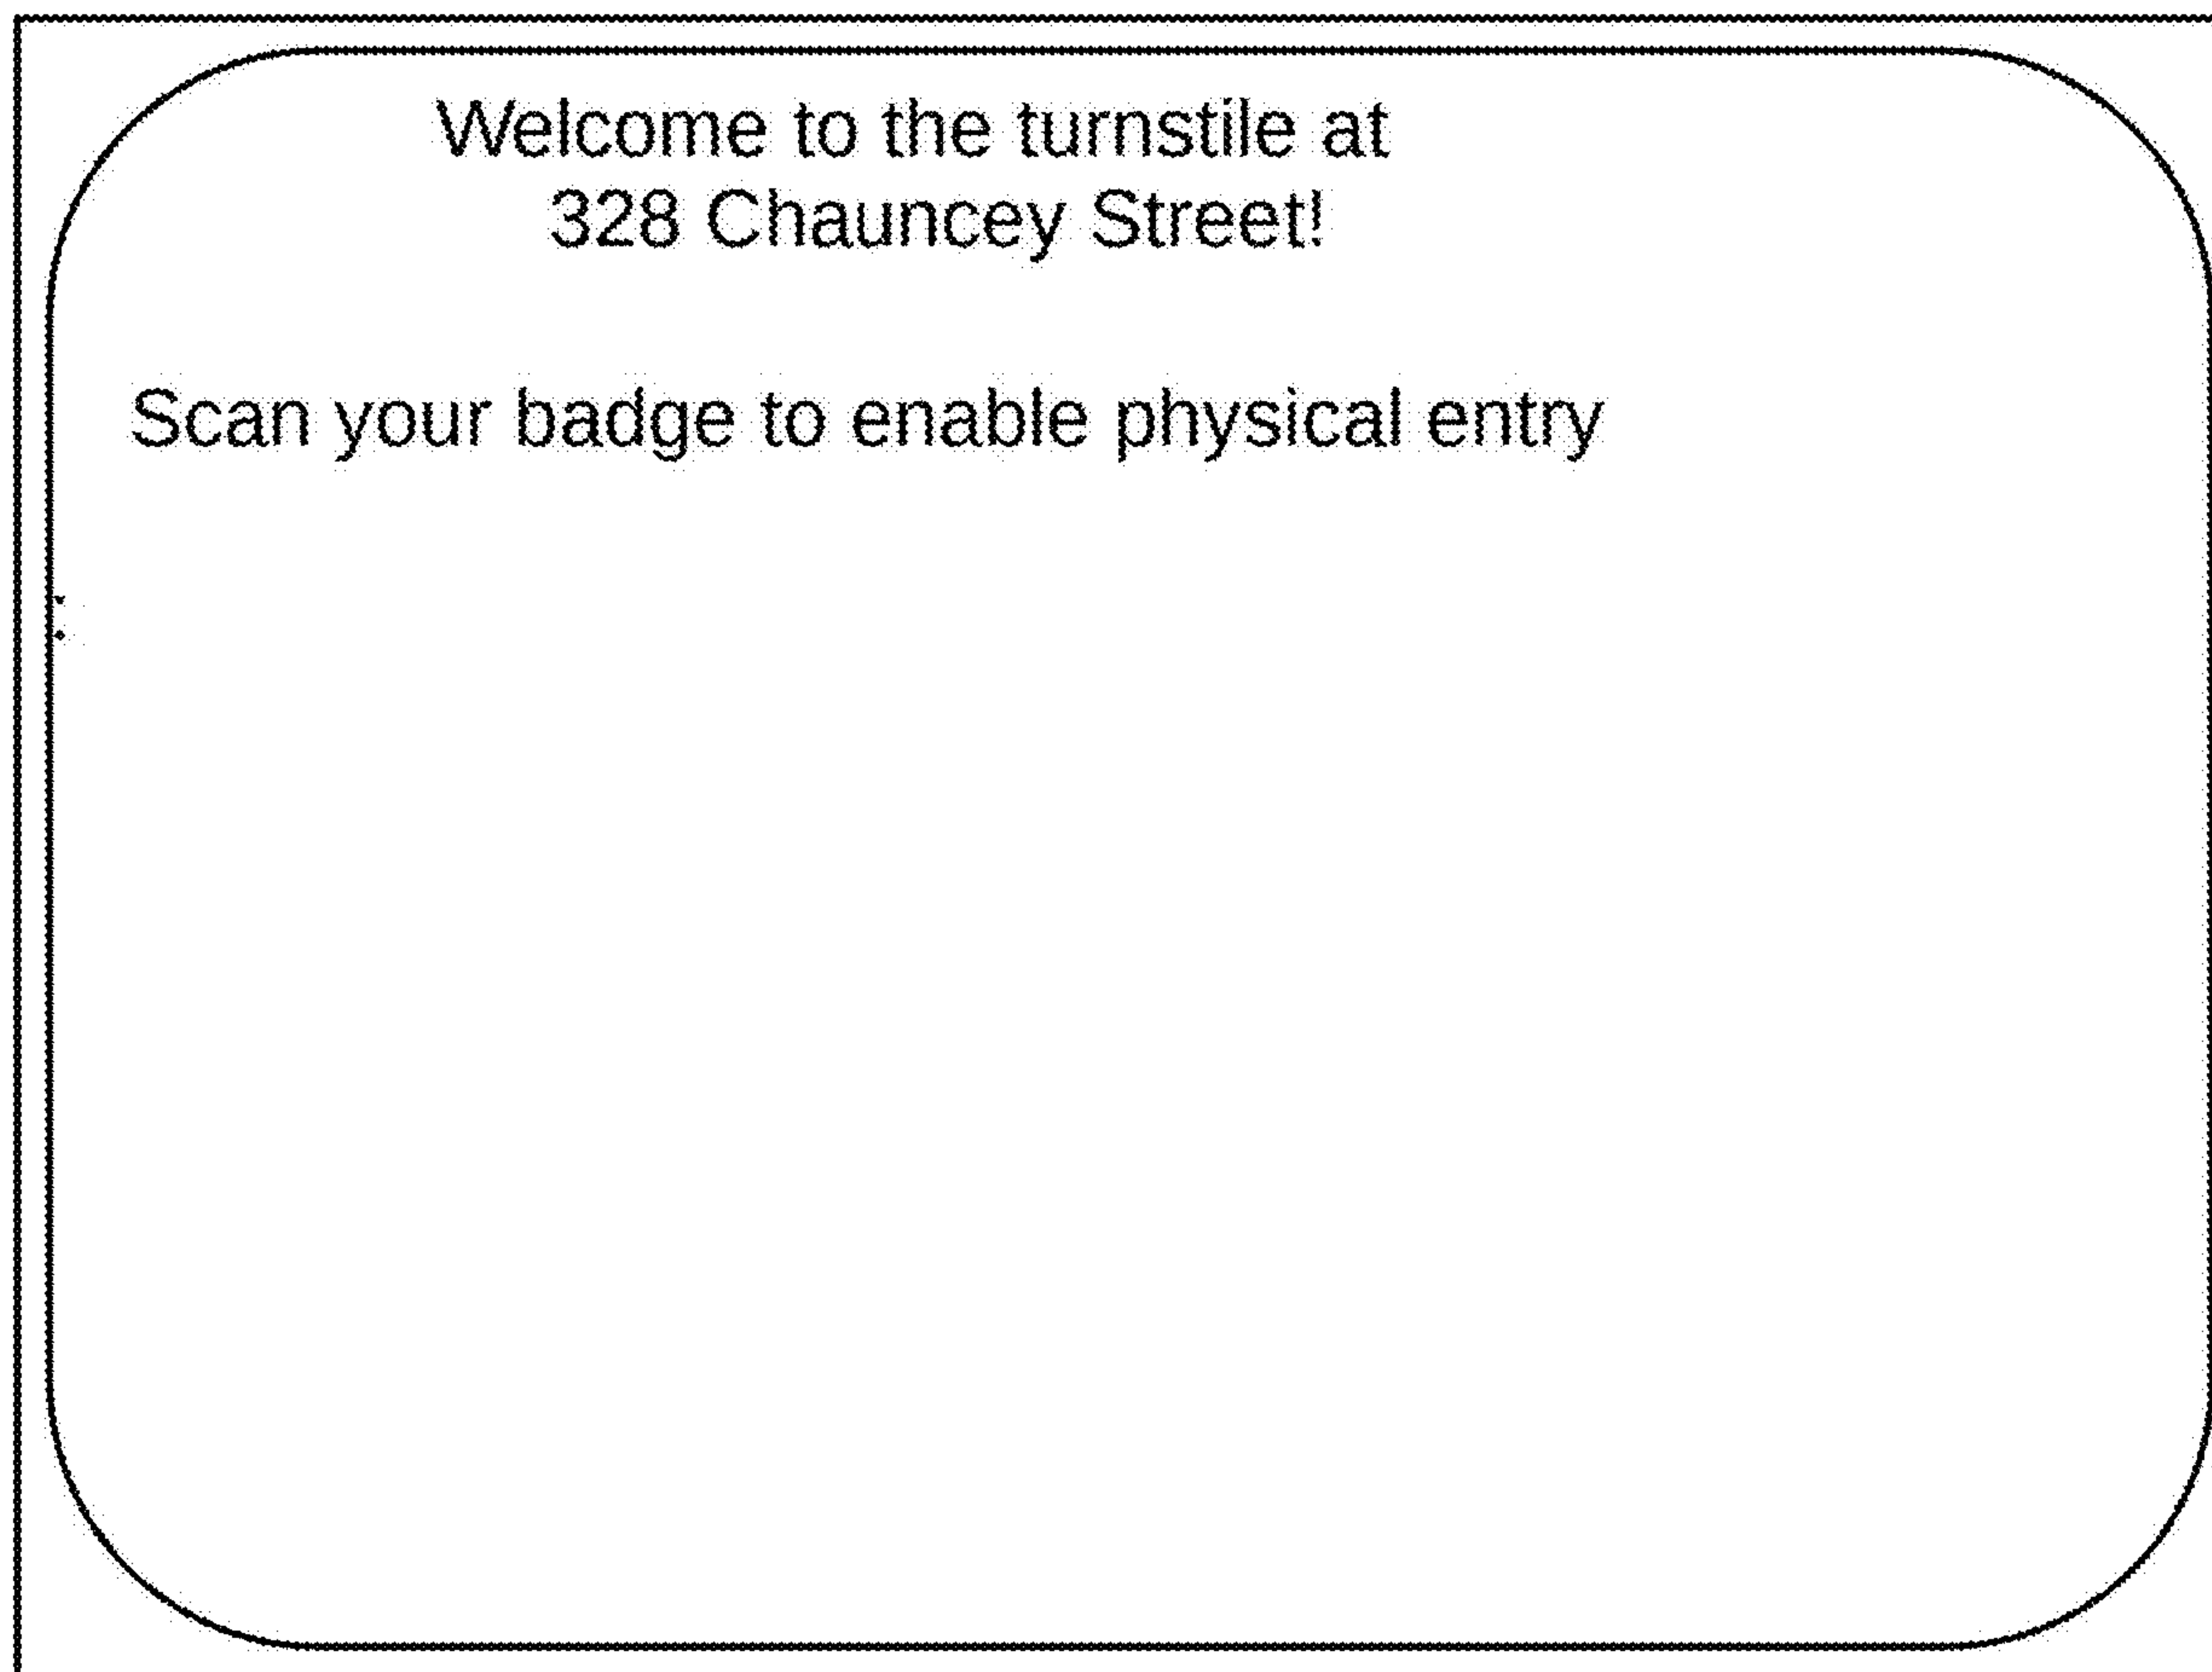 Welcome to the turnstile at
328 Chauncey Street!
Scan your badge to enable physical entry